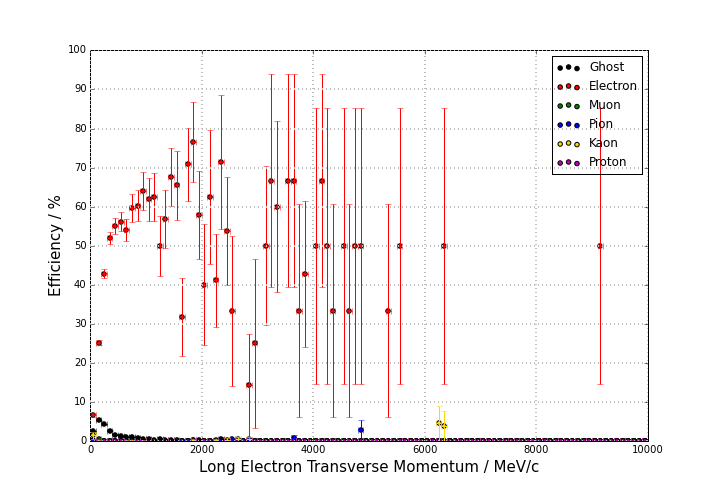 100
90
80
70
60
50
40
30
20
10
0
Efficiency / %
Ghost
Electron
Muon
Pion
Kaon
Proton
0
2000
4000
6000
8000
10000
Long Electron Transverse Momentum / MeV/c